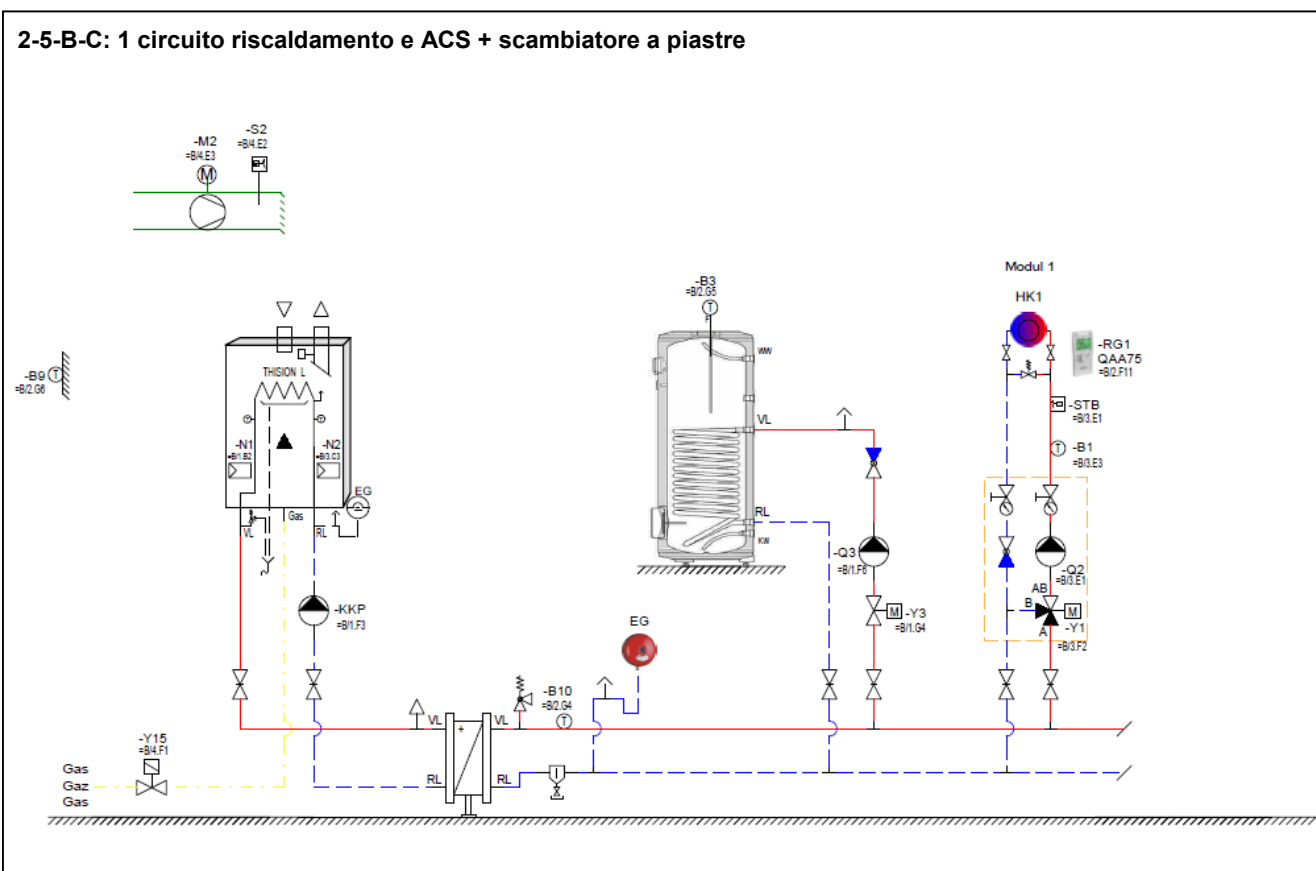 2-5-B-C: 1 circuito riscaldamento e ACS + scambiatore a piastre
-M2
=B/4.E3
M
-S2
=B/4.E2
-B9
=B/2.G6
T
THISION L
-N1
=B/1.B2
-N2
=B/3.C3
EG
VL
Gas
RL
-KKP
=B/1.F3
-Y15
=B/4.F1
Gas
Gaz
Gas
VL
+
VL
RL
RL
-B10
=B/2.G4
T
EG
-B3
=B/2.G5
T
F
WW
VL
RL
KW
-Q3
=B/1.F6
M
-Y3
=B/1.G4
Modul 1
HK1
-RG1
QAA75
=B/2.F11
-STB
=B/3.E1
T
-B1
=B/3.E3
-Q2
=B/3.E1
AB
B
A
M
-Y1
=B/3.F2